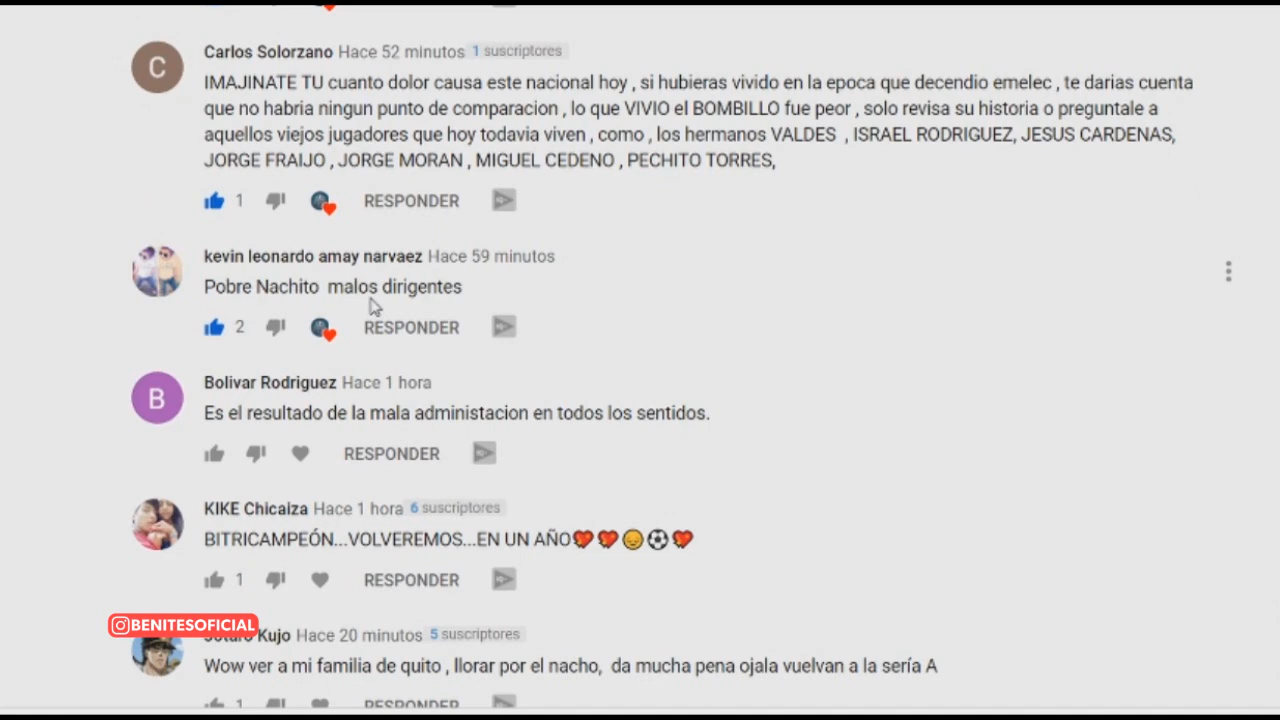 C
Carlos Solorzano Hace 52 minutos 1 suscriptores
IMAJINATE TU cuanto dolor causa este nacional hoy , si hubieras vivido en la epoca que decendio emelec , te darias cuenta
que no habria ningun punto de comparacion , lo que VIVIO el BOMBILLO fue peor , solo revisa su historia o preguntale a
aquellos viejos jugadores que hoy todavia viven , como , los hermanos VALDES , ISRAEL RODRIGUEZ, JESUS CARDENAS,
JORGE FRAIJO , JORGE MORAN , MIGUEL CEDENO , PECHITO TORRES,
1 RESPONDER
kevin leonardo amay narvaez Hace 59 minutos
Pobre Nachito malos dirigentes
2 RESPONDER
B
Bolivar Rodriguez Hace 1 hora
Es el resultado de la mala administacion en todos los sentidos.
RESPONDER
KIKE Chicaiza Hace 1 hora 6 suscriptores
BITRICAMPEÓN...VOLVEREMOS...EN UN AÑO
1 RESPONDER
BENITESOFICIAL
Kujo Hace 20 minutos 5 suscriptores
Wow ver a mi familia de quito , llorar por el nacho, da mucha pena ojala vuelvan a la sería A
1 RESPONDER